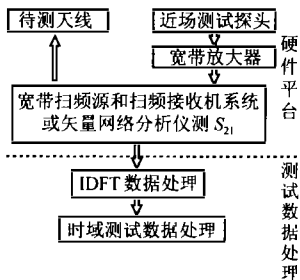 待测天线
近场测试探头
宽带放大器
宽带扫频源和扫频接收机系统
或矢量网络分析仪测 S21
硬件平台
IDFT 数据处理
时域测试数据处理
测试数据处理